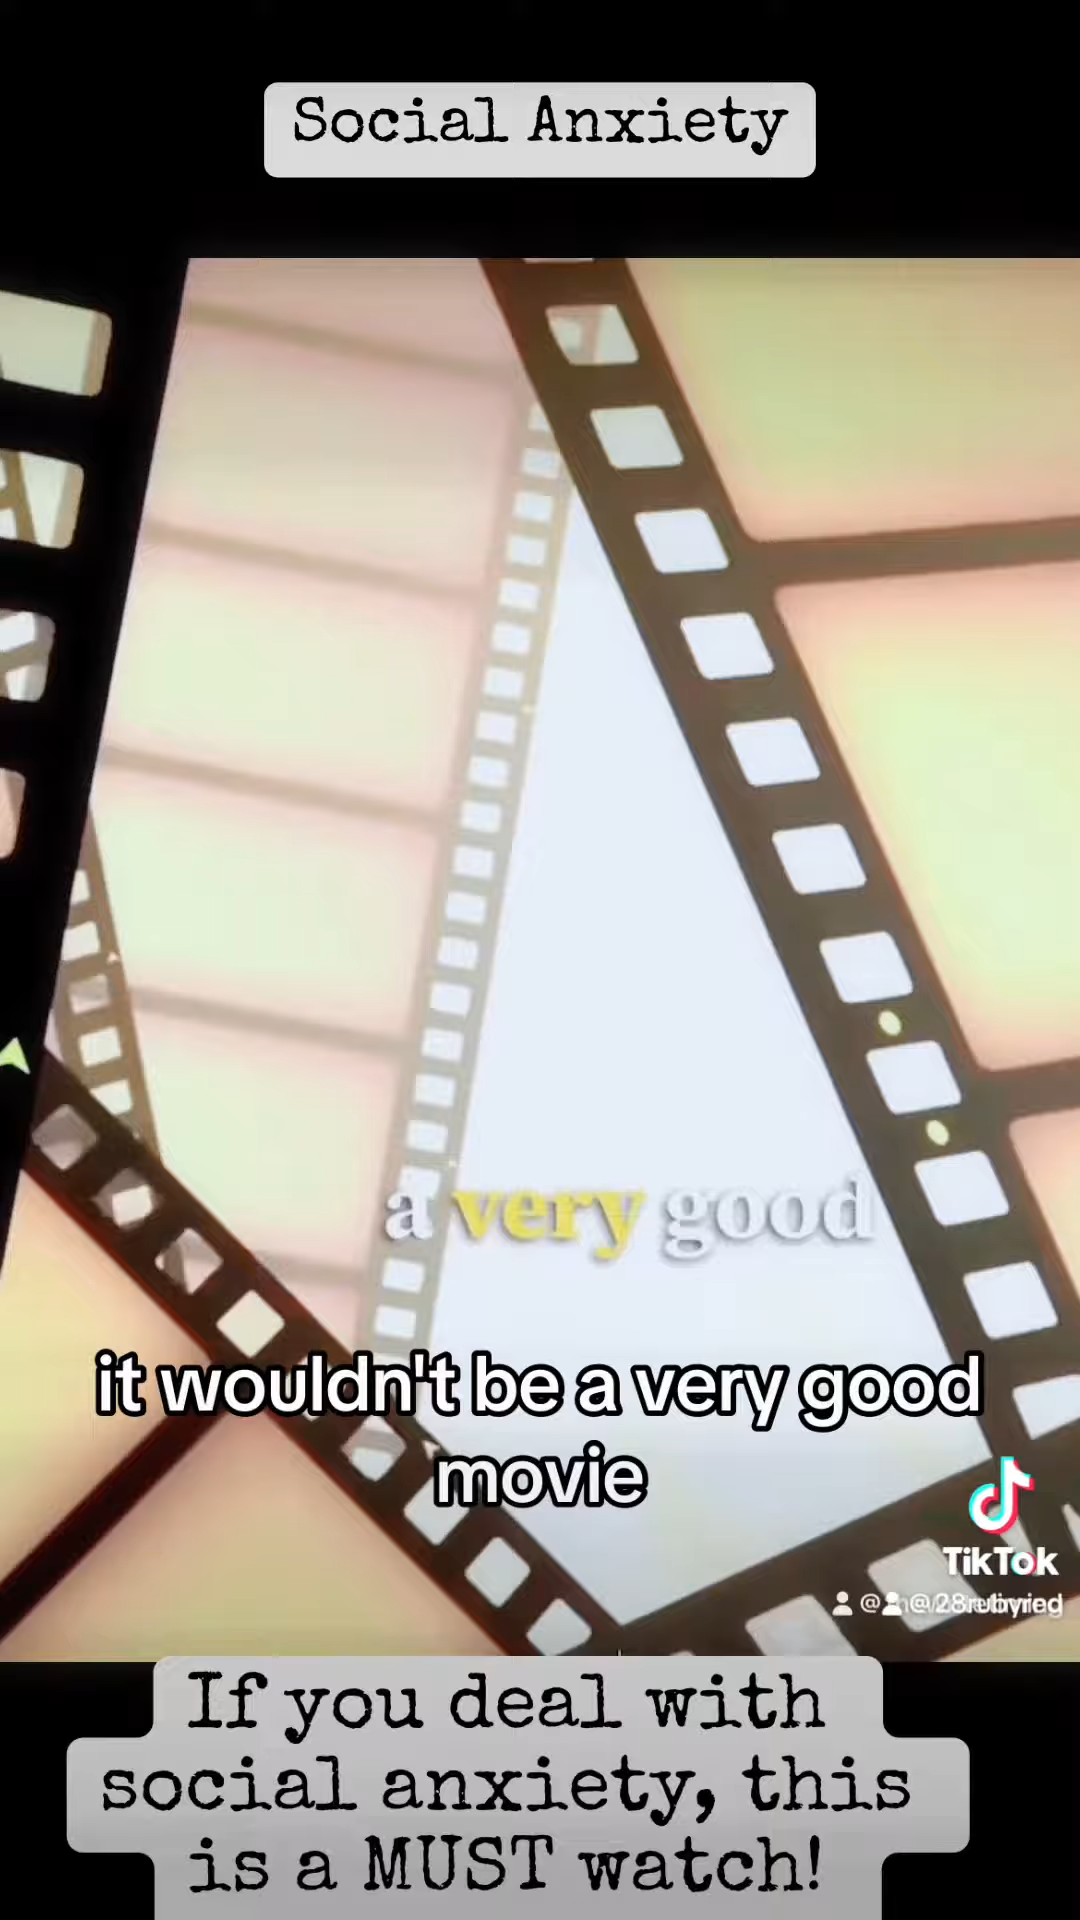 Social Anxiety
a very good
it wouldn't be a very good
movie
TikTok
If you deal with
social anxiety, this
is a MUST watch!